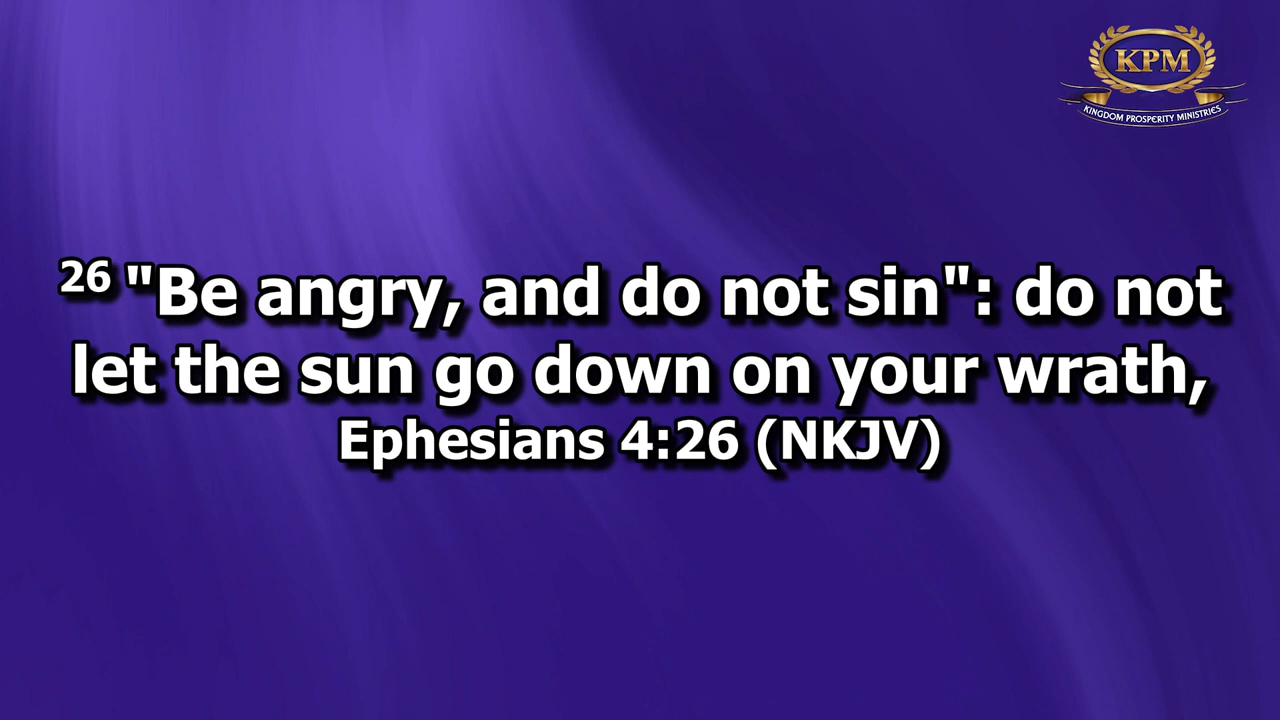 KPM
KINGDOM PROSPERITY MINISTRIES
26 "Be angry, and do not sin": do not
let the sun go down on your wrath,
Ephesians 4:26 (NKJV)